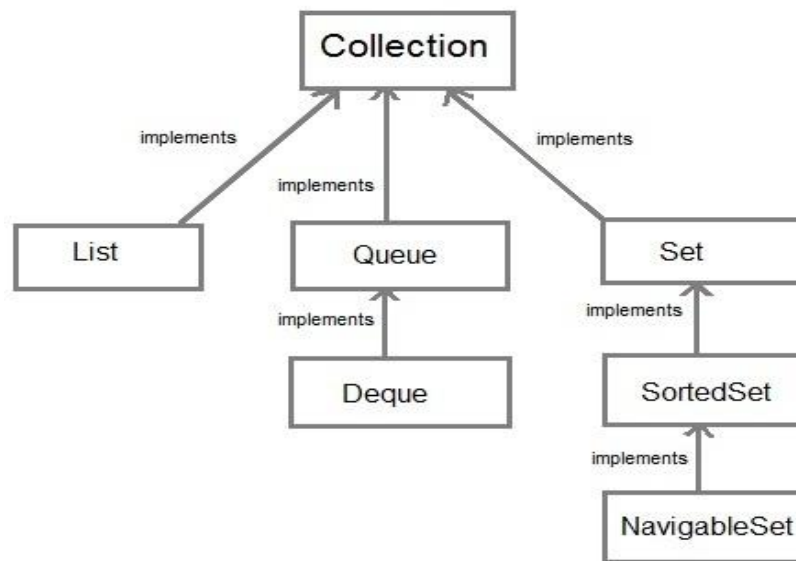 Collection
implements
implements
implements
List
Queue
Set
implements
implements
Deque
SortedSet
implements
NavigableSet